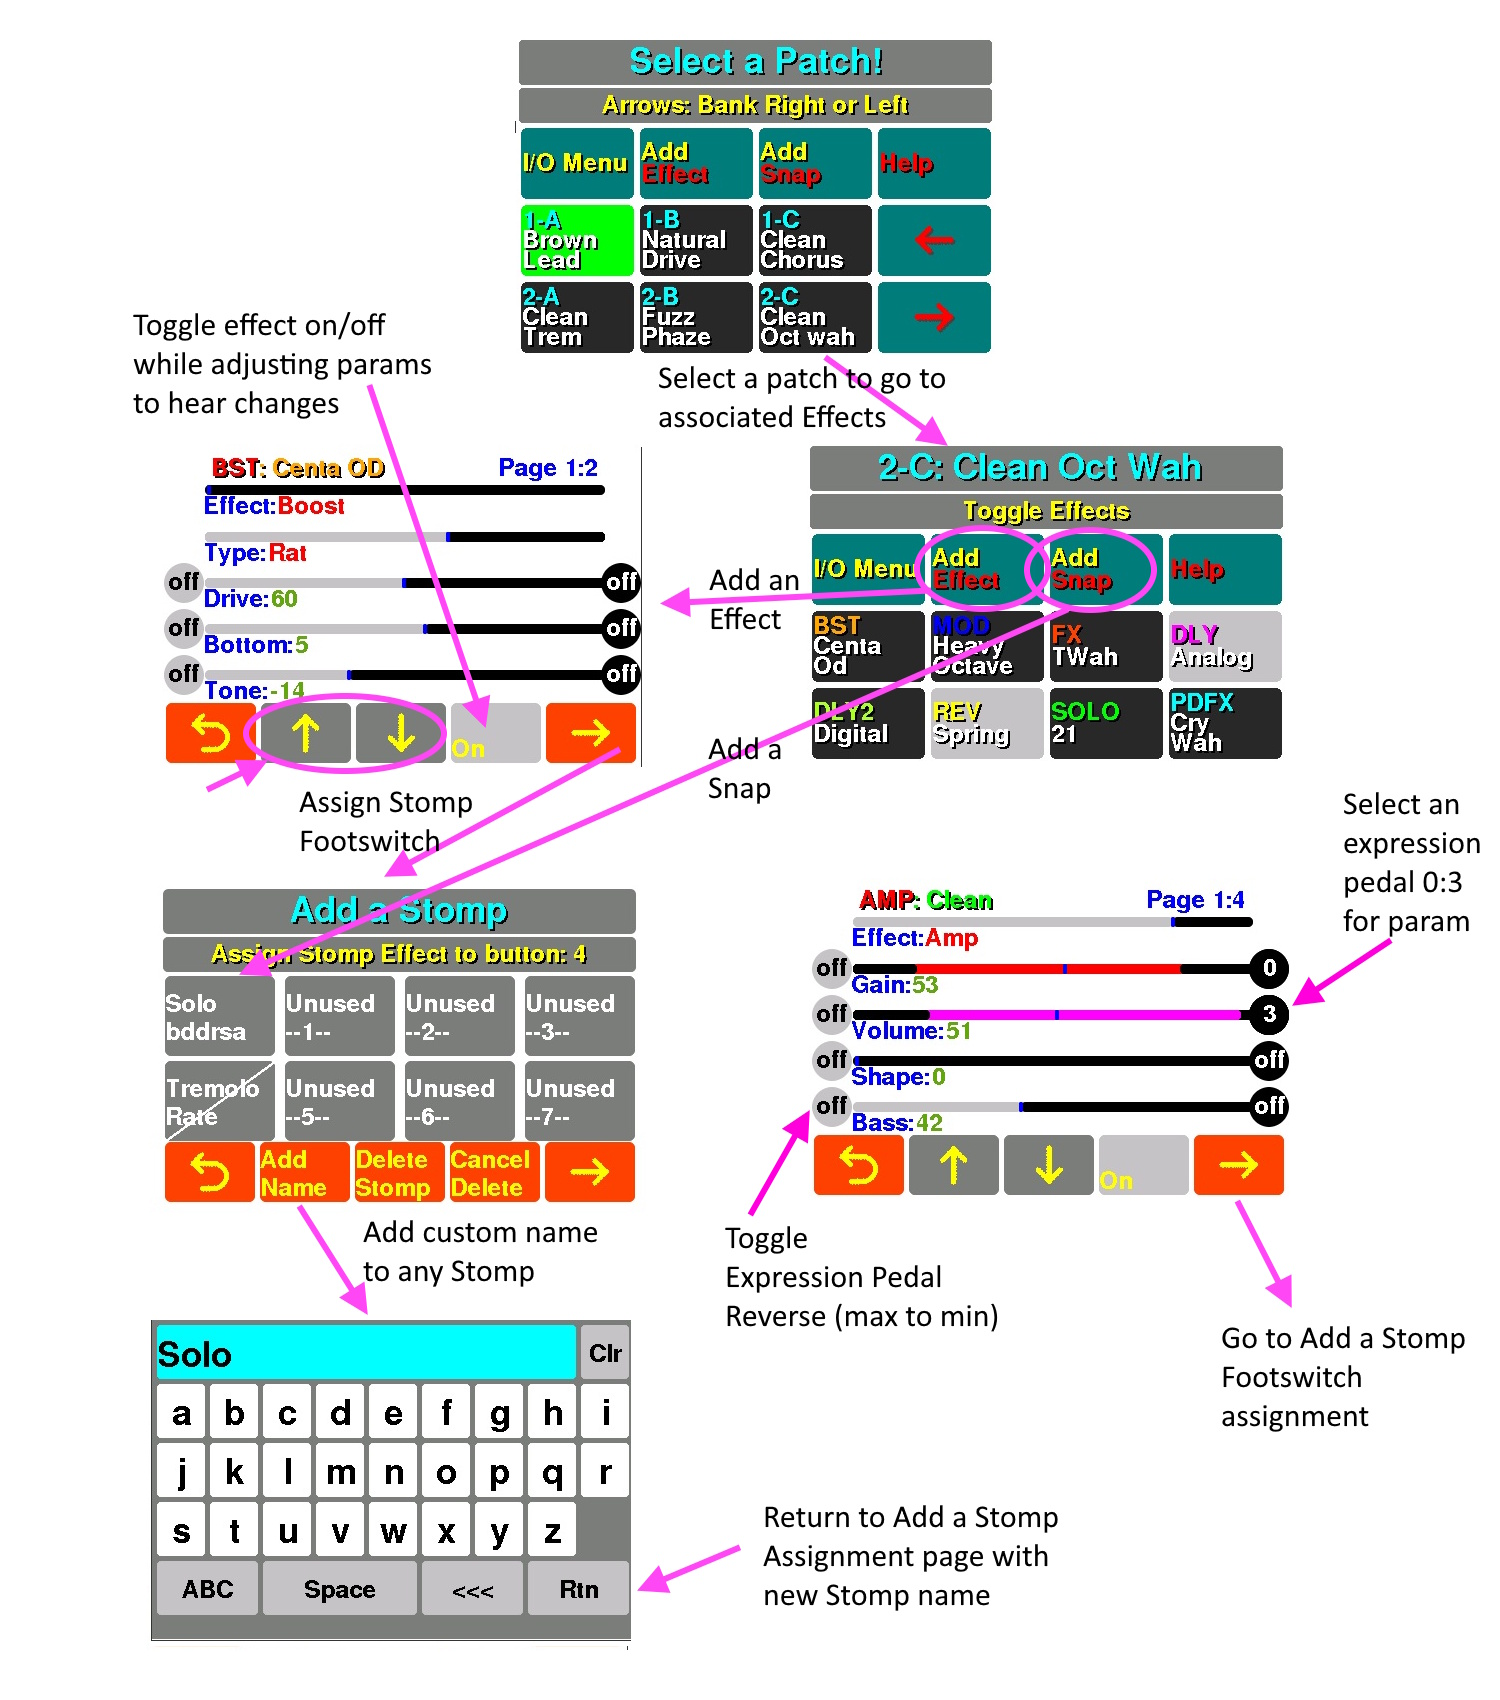 Select a Patch!
Arrows: Bank Right or Left
I/O Menu
Add
Effect
Add
Snap
Help
1-A
Brown
Lead
1-B
Natural
Drive
1-C
Clean
Chorus
←
2-A
Clean
Trem
2-B
Fuzz
Phaze
2-C
Clean
Oct wah
→
Toggle effect on/off
while adjusting params
to hear changes
Select a patch to go to
associated Effects
BST: Centa OD
Page 1:2
Effect:Boost
Type:Rat
off
off
Drive:60
off
off
Bottom:5
off
off
Tone:-14
↑
↓
On
→
Add an
Effect
2-C: Clean Oct Wah
Toggle Effects
I/O Menu
Add
Effect
Add
Snap
Help
BST
Centa
Od
MOD
Heavy
Octave
FX
TWah
DLY
Analog
DLY2
Digital
REV
Spring
SOLO
21
PDFX
Cry
Wah
Add a
Snap
Assign Stomp
Footswitch
Select an
expression
pedal 0:3
for param
Add a Stomp
Assign Stomp Effect to button: 4
Solo
bddrsa
Unused
--1--
Unused
--2--
Unused
--3--
Tremolo
Rate
Unused
--5--
Unused
--6--
Unused
--7--
Add
Name
Delete
Stomp
Cancel
Delete
→
AMP: Clean
Page 1:4
Effect:Amp
off
0
Gain:53
off
3
Volume:51
off
off
Shape:0
off
off
Bass:42
↑
↓
On
→
Add custom name
to any Stomp
Toggle
Expression Pedal
Reverse (max to min)
Go to Add a Stomp
Footswitch
assignment
Solo
Clr
a b c d e f g h i
j k l m n o p q r
s t u v w x y z
ABC Space <<< Rtn
Return to Add a Stomp
Assignment page with
new Stomp name